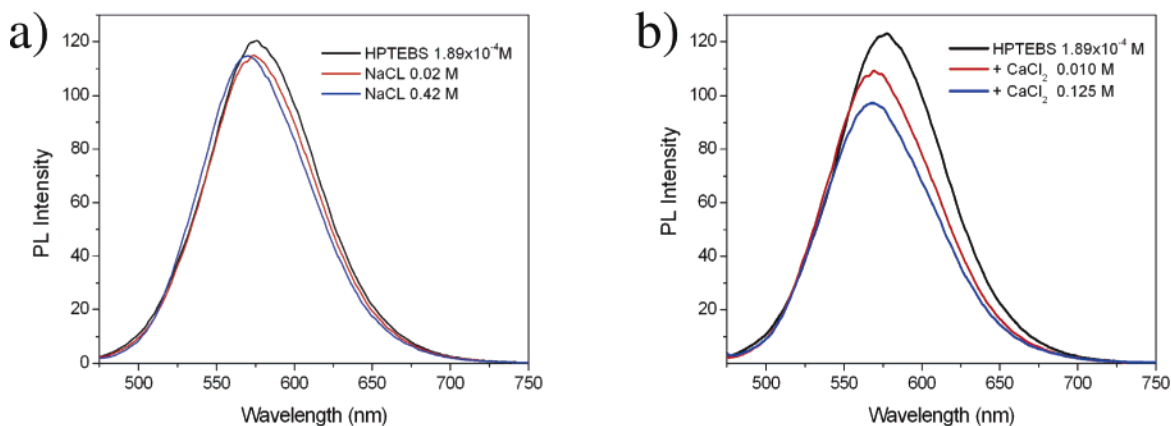 a)
120
100
80
60
40
20
0
PL Intensity
HPTEBS 1.89x10⁻⁴M
NaCL 0.02 M
NaCL 0.42 M
500 550 600 650 700 750
Wavelength (nm)
b)
120
100
80
60
40
20
0
PL Intensity
HPTEBS 1.89x10⁻⁴ M
+ CaCl₂ 0.010 M
+ CaCl₂ 0.125 M
500 550 600 650 700 750
Wavelength (nm)